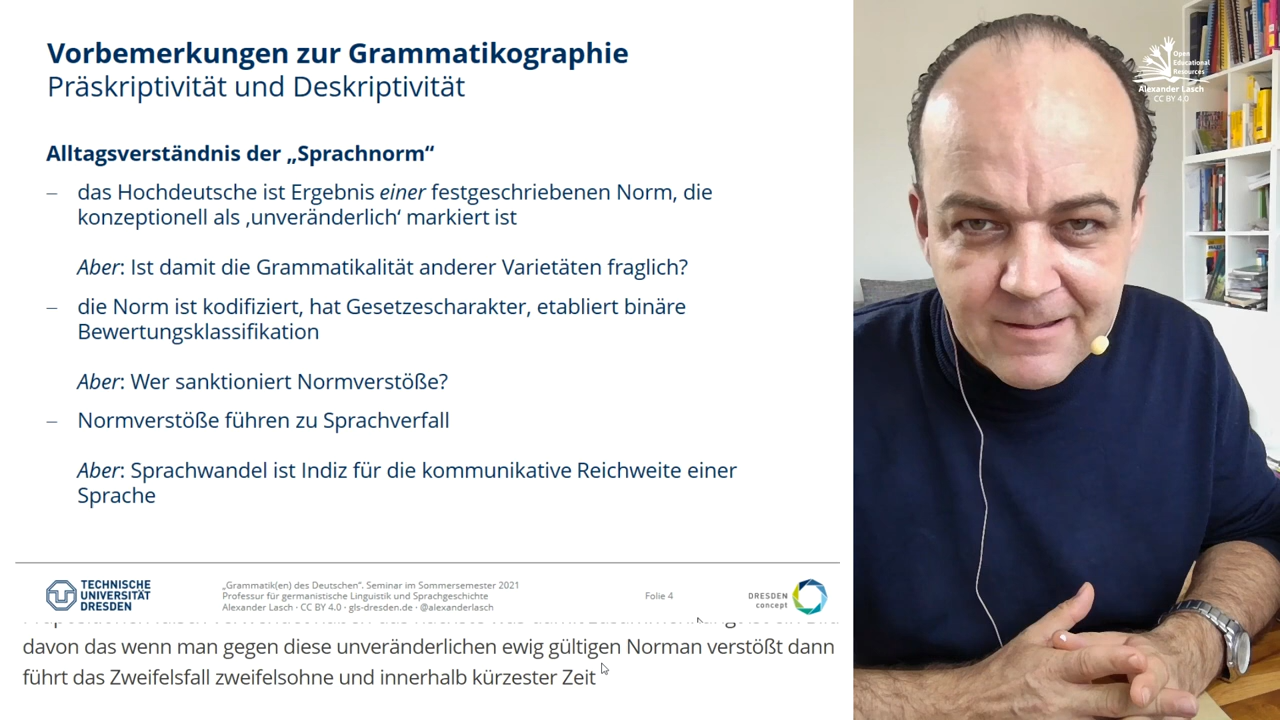 Vorbemerkungen zur Grammatikographie
Präskriptivität und Deskriptivität
Alltagsverständnis der „Sprachnorm“
– das Hochdeutsche ist Ergebnis einer festgeschriebenen Norm, die
konzeptionell als ‚unveränderlich‘ markiert ist
Aber: Ist damit die Grammatikalität anderer Varietäten fraglich?
– die Norm ist kodifiziert, hat Gesetzescharakter, etabliert binäre
Bewertungsklassifikation
Aber: Wer sanktioniert Normverstöße?
– Normverstöße führen zu Sprachverfall
Aber: Sprachwandel ist Indiz für die kommunikative Reichweite einer
Sprache
TECHNISCHE
UNIVERSITÄT
DRESDEN
„Grammatik(en) des Deutschen“. Seminar im Sommersemester 2021
Professur für germanistische Linguistik und Sprachgeschichte
Alexander Lasch · CC BY 4.0 · gls-dresden.de · @alexanderlasch
Folie 4
DRESDEN
concept
davon das wenn man gegen diese unveränderlichen ewig gültigen Norman verstößt dann
führt das Zweifelsfall zweifelsohne und innerhalb kürzester Zeit
Open
Educational
Resources
Alexander Lasch
CC BY 4.0